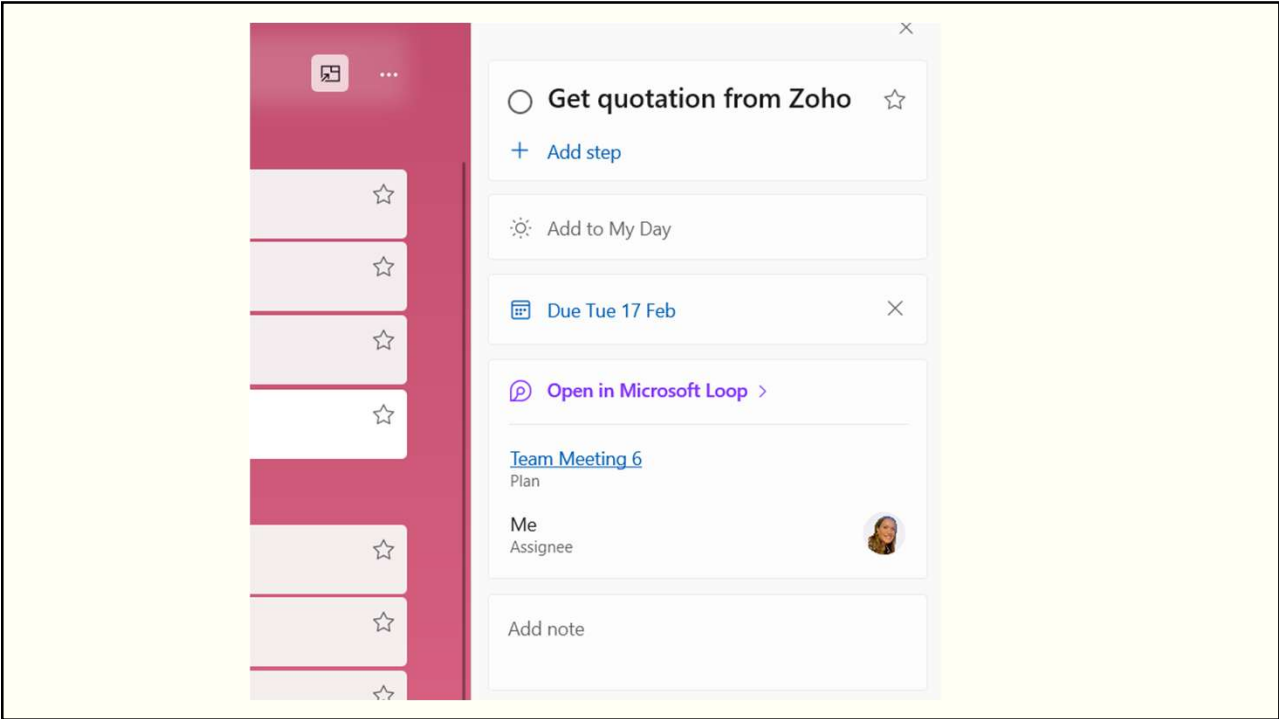 Get quotation from Zoho
Add step
Add to My Day
Due Tue 17 Feb
Open in Microsoft Loop
Team Meeting 6
Plan
Me
Assignee
Add note